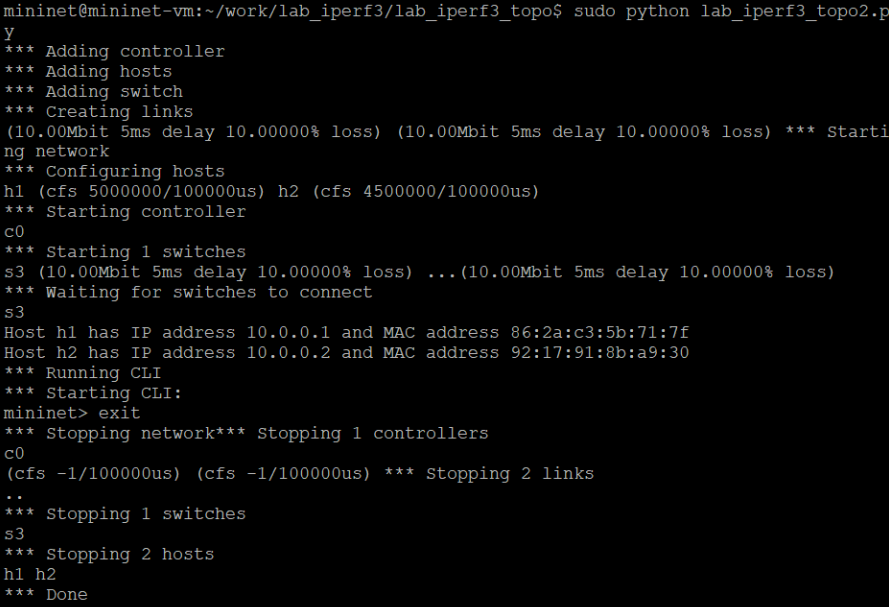 mininet@mininet-vm:~/work/lab_iperf3/lab_iperf3_topo$ sudo python lab_iperf3_topo2.p
y
*** Adding controller
*** Adding hosts
*** Adding switch
*** Creating links
(10.00Mbit 5ms delay 10.00000% loss) (10.00Mbit 5ms delay 10.00000% loss) *** Starti
ng network
*** Configuring hosts
h1 (cfs 5000000/100000us) h2 (cfs 4500000/100000us)
*** Starting controller
c0
*** Starting 1 switches
s3 (10.00Mbit 5ms delay 10.00000% loss) ...(10.00Mbit 5ms delay 10.00000% loss)
*** Waiting for switches to connect
s3
Host h1 has IP address 10.0.0.1 and MAC address 86:2a:c3:5b:71:7f
Host h2 has IP address 10.0.0.2 and MAC address 92:17:91:8b:a9:30
*** Running CLI
*** Starting CLI:
mininet> exit
*** Stopping network*** Stopping 1 controllers
c0
(cfs -1/100000us) (cfs -1/100000us) *** Stopping 2 links
..
*** Stopping 1 switches
s3
*** Stopping 2 hosts
h1 h2
*** Done